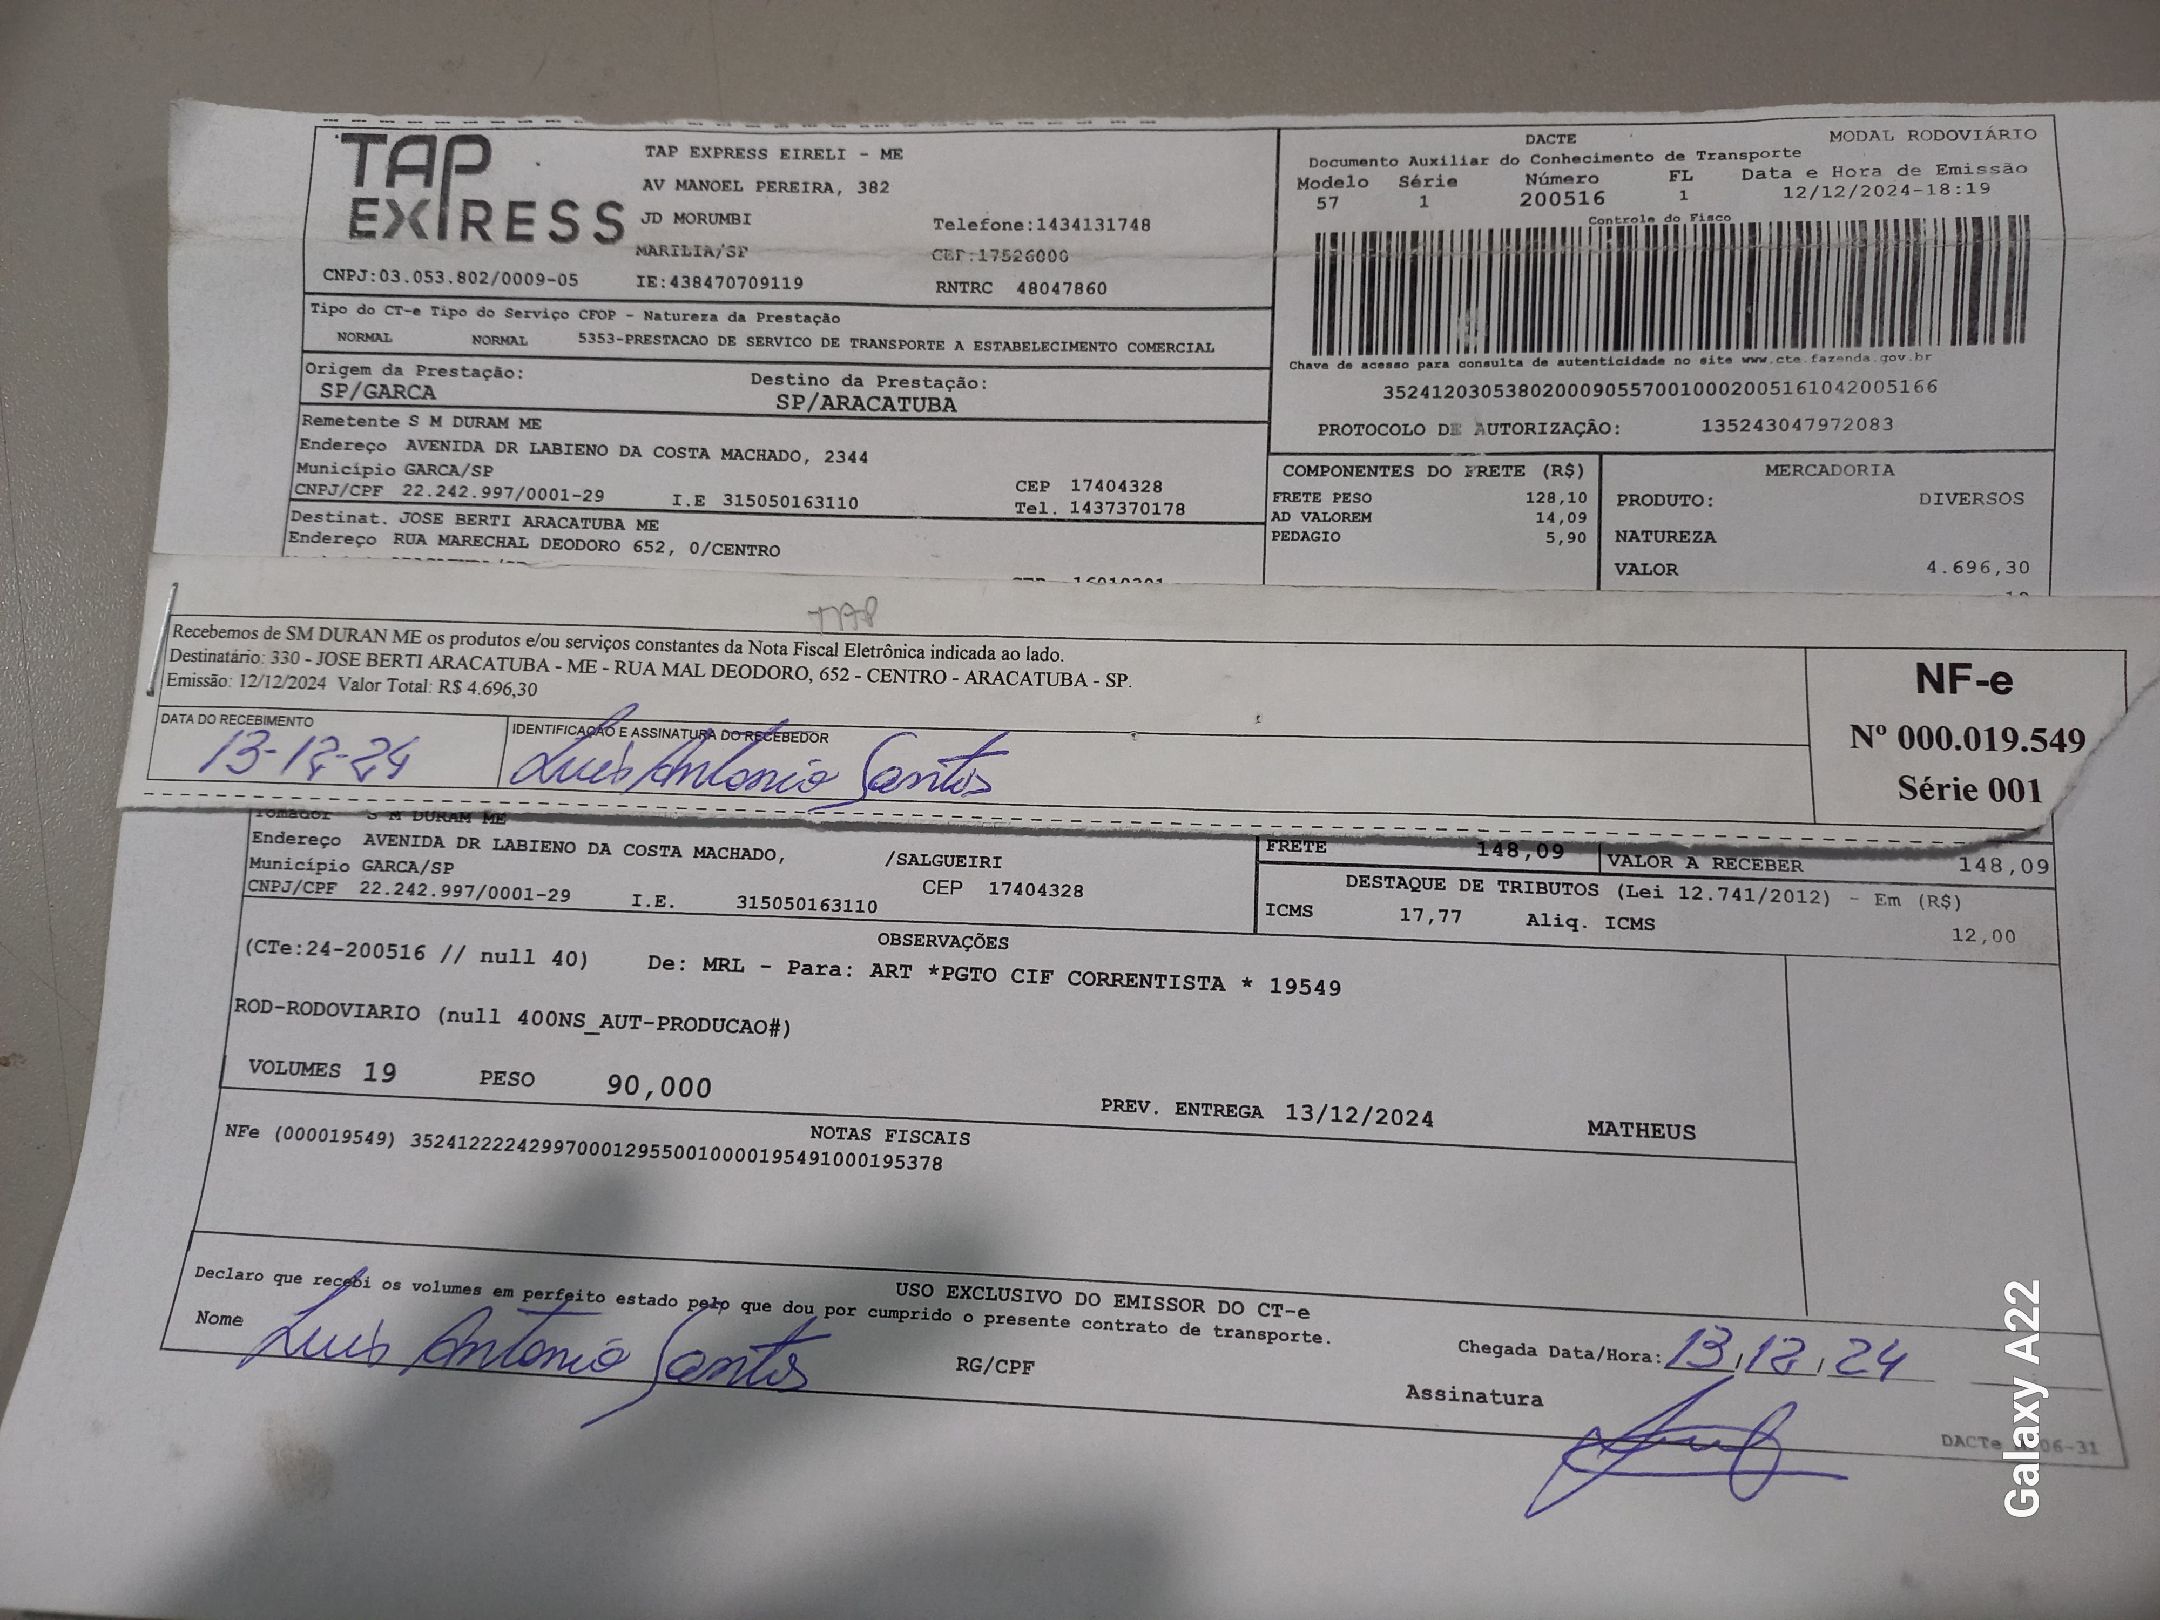 TAP EXPRESS
TAP EXPRESS EIRELI - ME
AV MANOEL PEREIRA, 382
JD MORUMBI
Telefone:1434131748
MARILIA/SP
CEP:17526000
CNPJ:03.053.802/0009-05 IE:438470709119 RNTRC 48047860
DACTE MODAL RODOVIÁRIO
Documento Auxiliar do Conhecimento de Transporte
Modelo Série Número FL Data e Hora de Emissão
57 1 200516 1 12/12/2024-18:19
Controle do Fisco
Chave de acesso para consulta de autenticidade no site www.cte.fazenda.gov.br
35241203053802000905570010002005161042005166
PROTOCOLO DE AUTORIZAÇÃO: 135243047972083
Tipo do CT-e Tipo do Serviço CFOP - Natureza da Prestação
NORMAL NORMAL 5353-PRESTACAO DE SERVICO DE TRANSPORTE A ESTABELECIMENTO COMERCIAL
Origem da Prestação: Destino da Prestação:
SP/GARCA SP/ARACATUBA
Remetente S M DURAM ME
Endereço AVENIDA DR LABIENO DA COSTA MACHADO, 2344
Município GARCA/SP CEP 17404328
CNPJ/CPF 22.242.997/0001-29 I.E 315050163110 Tel. 1437370178
Destinat. JOSE BERTI ARACATUBA ME
Endereço RUA MARECHAL DEODORO 652, 0/CENTRO
COMPONENTES DO FRETE (R$) MERCADORIA
FRETE PESO 128,10 PRODUTO: DIVERSOS
AD VALOREM 14,09
PEDAGIO 5,90 NATUREZA
VALOR 4.696,30
TAP
Recebemos de SM DURAN ME os produtos e/ou serviços constantes da Nota Fiscal Eletrônica indicada ao lado.
Destinatário: 330 - JOSE BERTI ARACATUBA - ME - RUA MAL DEODORO, 652 - CENTRO - ARACATUBA - SP.
Emissão: 12/12/2024 Valor Total: R$ 4.696,30
DATA DO RECEBIMENTO IDENTIFICAÇÃO E ASSINATURA DO RECEBEDOR
13-12-24 Luis Antonio Santos
NF-e
Nº 000.019.549
Série 001
Tomador S M DURAM ME
Endereço AVENIDA DR LABIENO DA COSTA MACHADO, /SALGUEIRI
Município GARCA/SP CEP 17404328
CNPJ/CPF 22.242.997/0001-29 I.E. 315050163110
FRETE 148,09 VALOR A RECEBER 148,09
DESTAQUE DE TRIBUTOS (Lei 12.741/2012) - Em (R$)
ICMS 17,77 Aliq. ICMS 12,00
OBSERVAÇÕES
(CTe:24-200516 // null 40) De: MRL - Para: ART *PGTO CIF CORRENTISTA * 19549
ROD-RODOVIARIO (null 400NS_AUT-PRODUCAO#)
VOLUMES 19 PESO 90,000 PREV. ENTREGA 13/12/2024 MATHEUS
NOTAS FISCAIS
NFe (000019549) 35241222242997000129550010000195491000195378
USO EXCLUSIVO DO EMISSOR DO CT-e
Declaro que recebi os volumes em perfeito estado pelo que dou por cumprido o presente contrato de transporte.
Nome Luis Antonio Santos RG/CPF
Chegada Data/Hora: 13/12/24
Assinatura
Galaxy A22